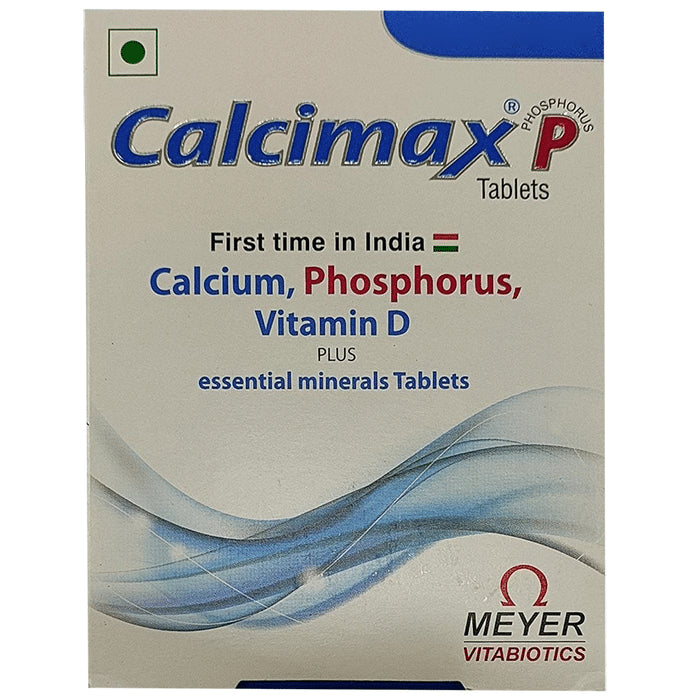 Calcimax® P
PHOSPHORUS
Tablets
First time in India
Calcium, Phosphorus,
Vitamin D
PLUS
essential minerals Tablets
MEYER
VITABIOTICS